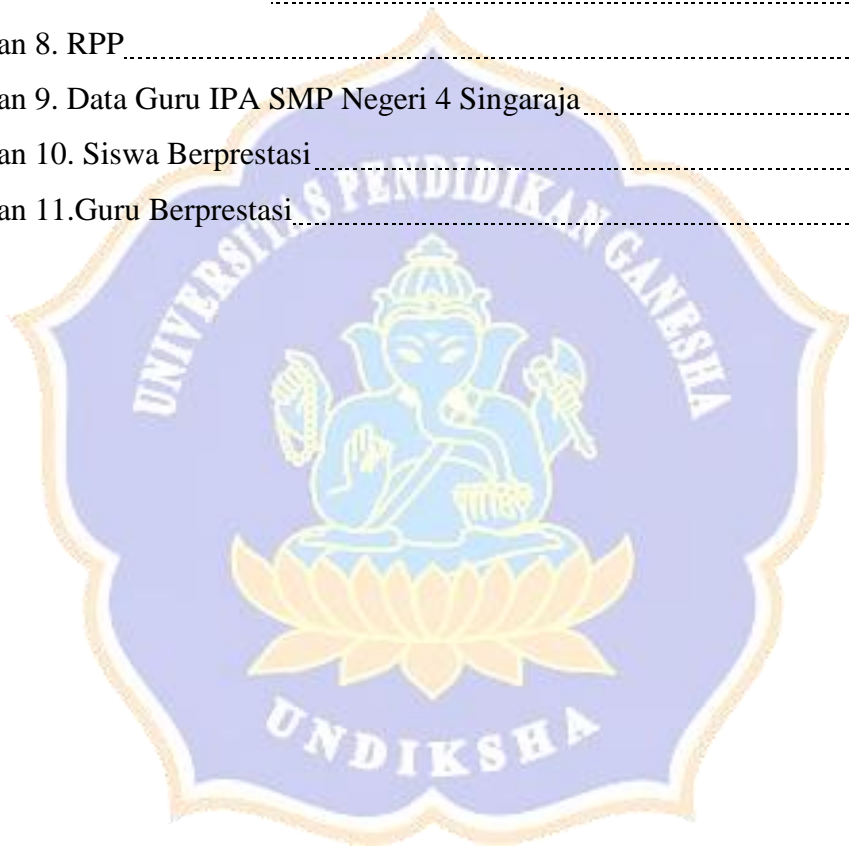 an 8. RPP
an 9. Data Guru IPA SMP Negeri 4 Singaraja
an 10. Siswa Berprestasi
an 11.Guru Berprestasi
UNIVERSITAS PENDIDIKAN GANESHA
UNDIKSHA